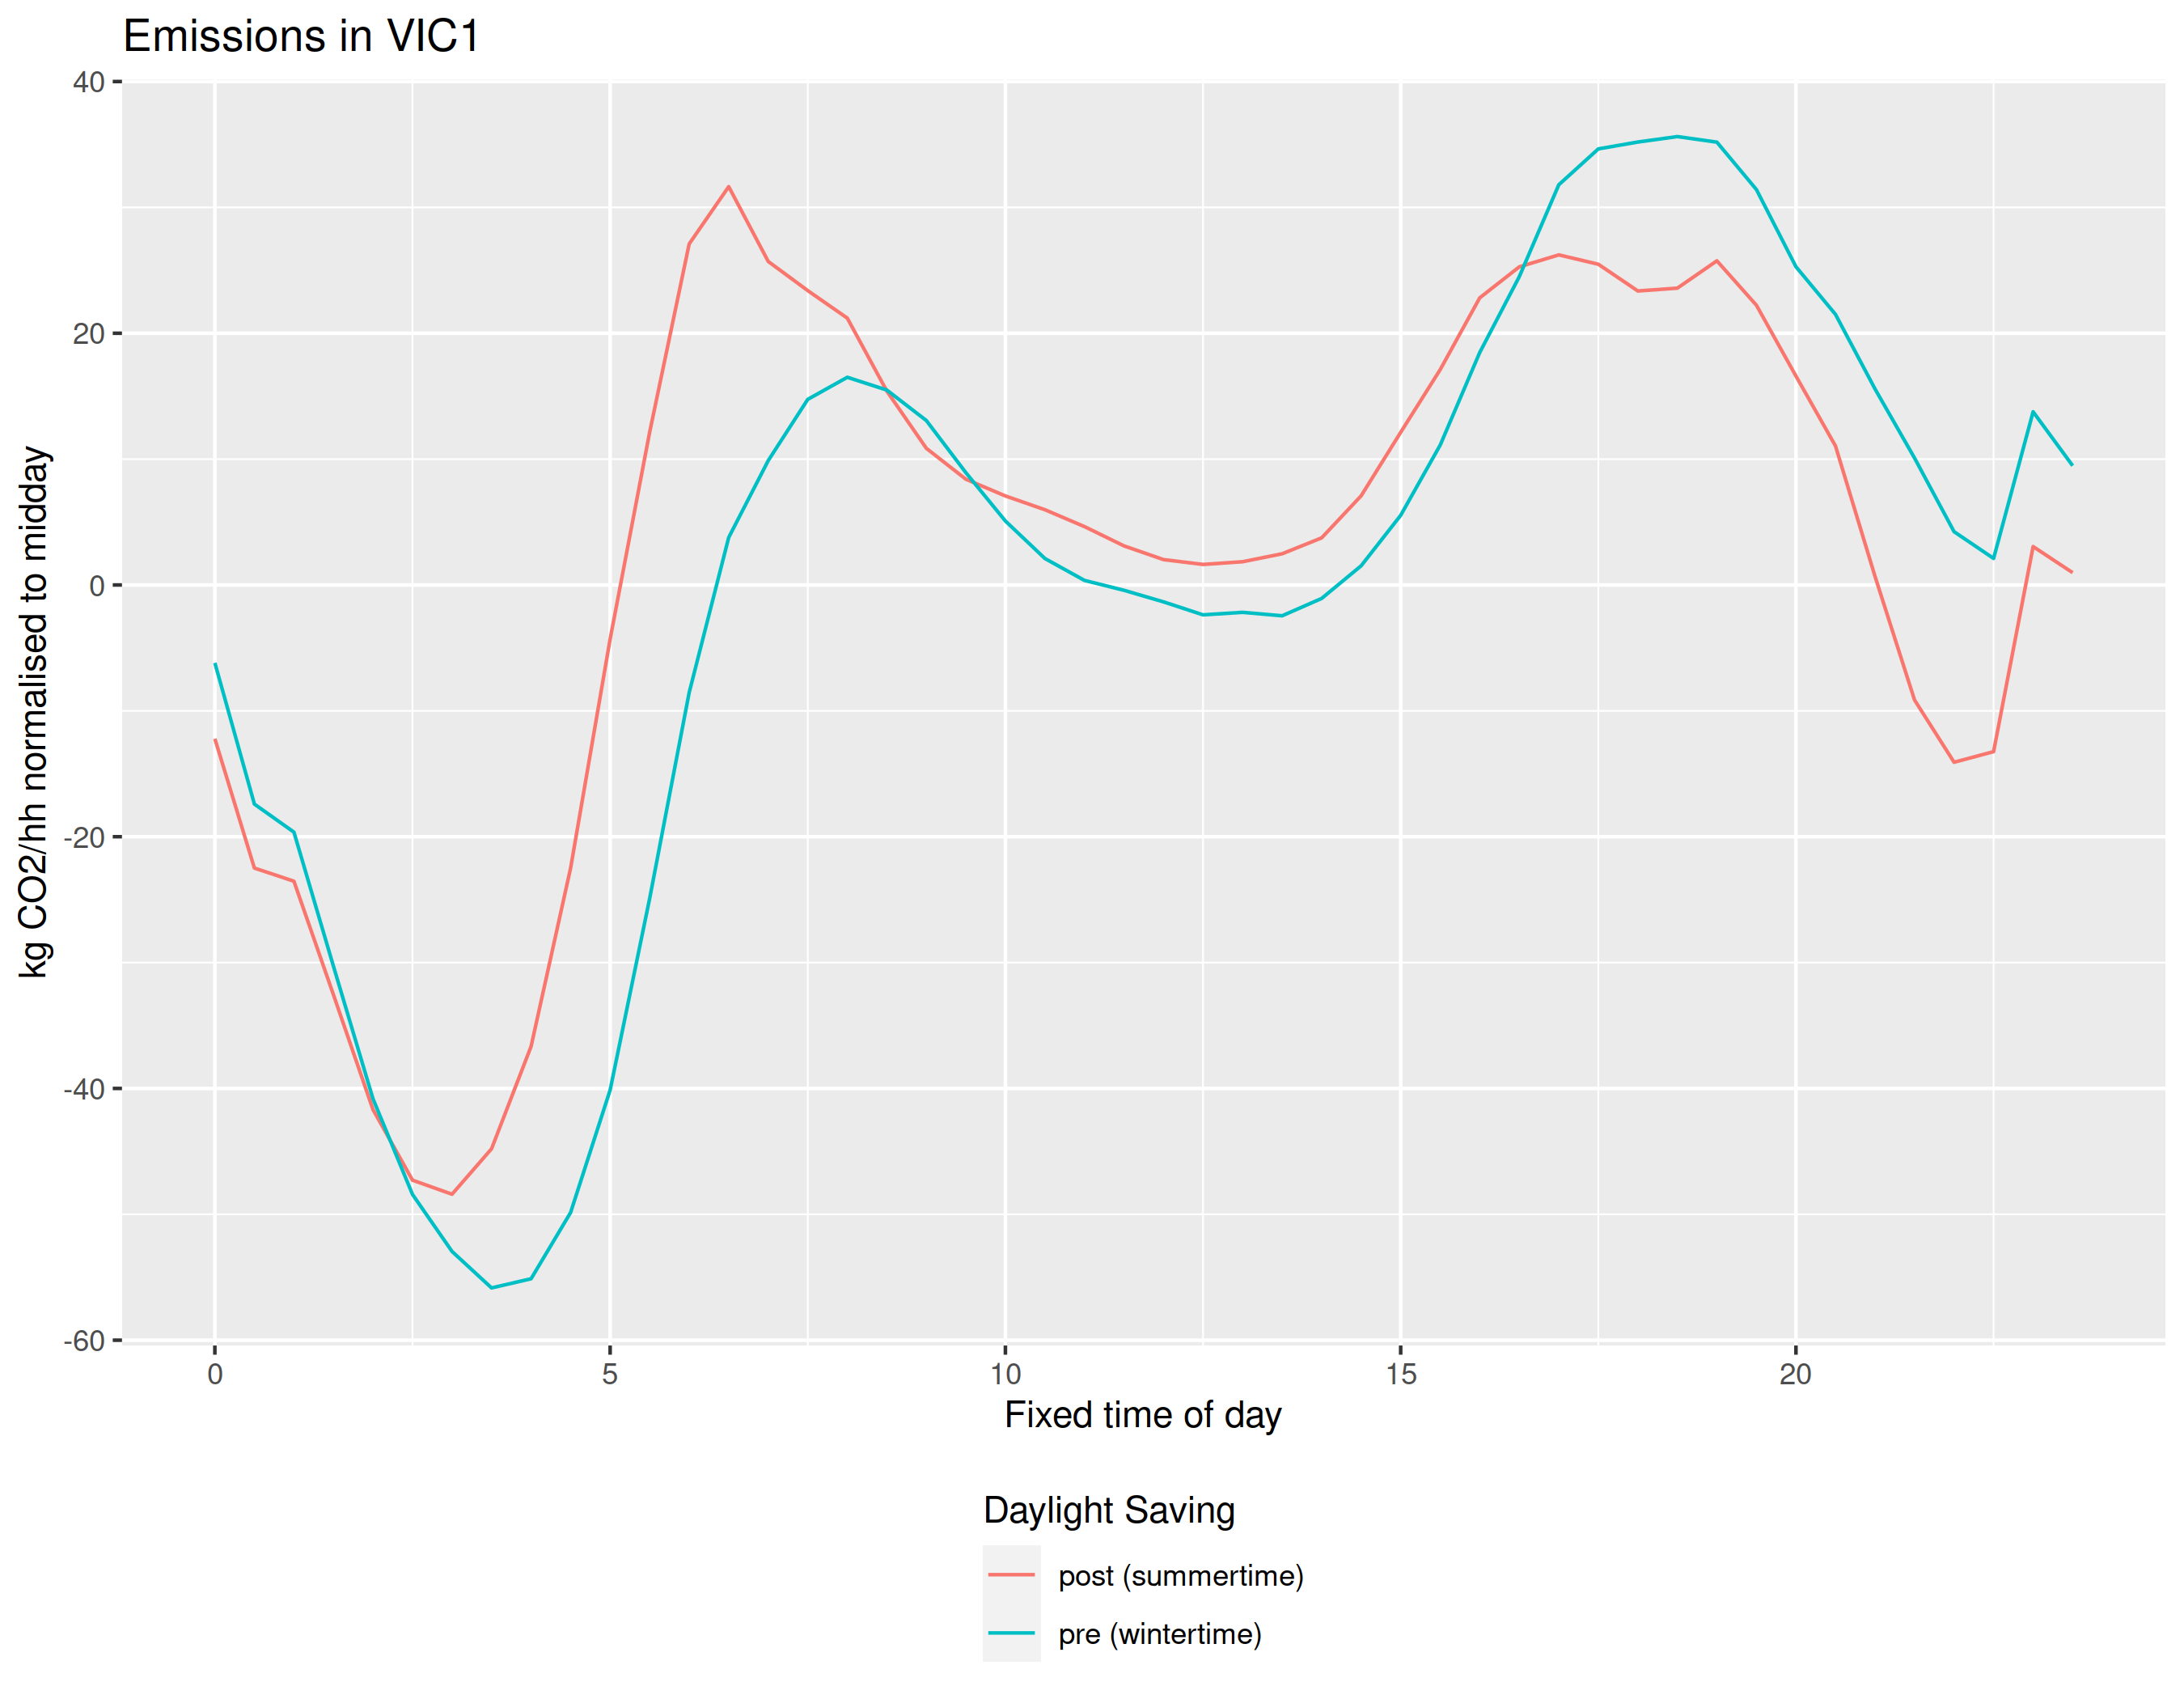 Emissions in VIC1
40
20
0
-20
-40
-60
kg CO2/hh normalised to midday
0 5 10 15 20
Fixed time of day
Daylight Saving
post (summertime)
pre (wintertime)